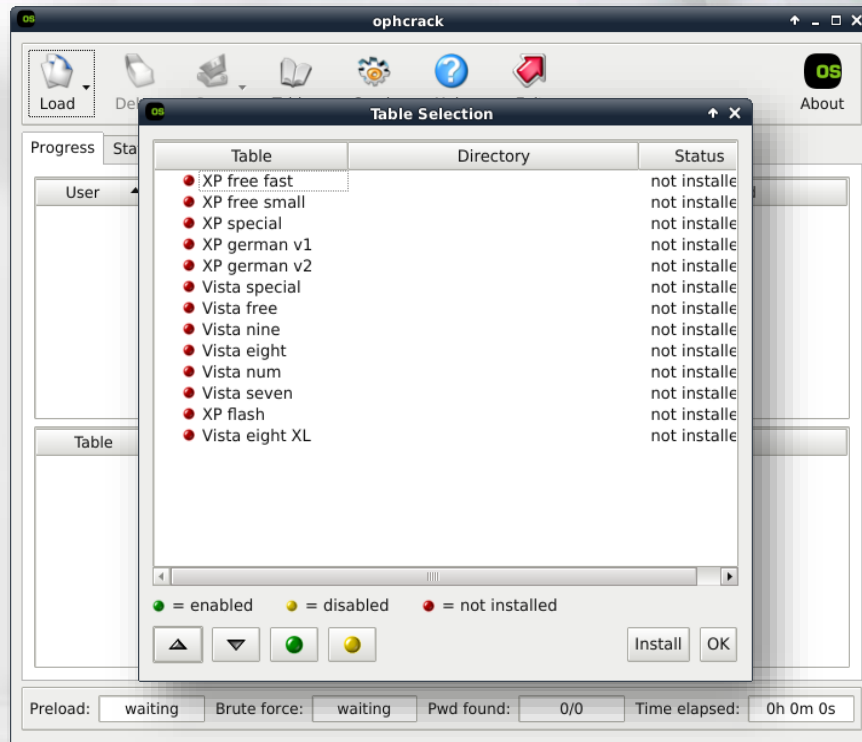 os ophcrack
Load
os
About
os Table Selection
Progress Sta
User
Table Directory Status
XP free fast not installe
XP free small not installe
XP special not installe
XP german v1 not installe
XP german v2 not installe
Vista special not installe
Vista free not installe
Vista nine not installe
Vista eight not installe
Vista num not installe
Vista seven not installe
XP flash not installe
Vista eight XL not installe
Table
= enabled = disabled = not installed
Install OK
Preload: waiting Brute force: waiting Pwd found: 0/0 Time elapsed: 0h 0m 0s